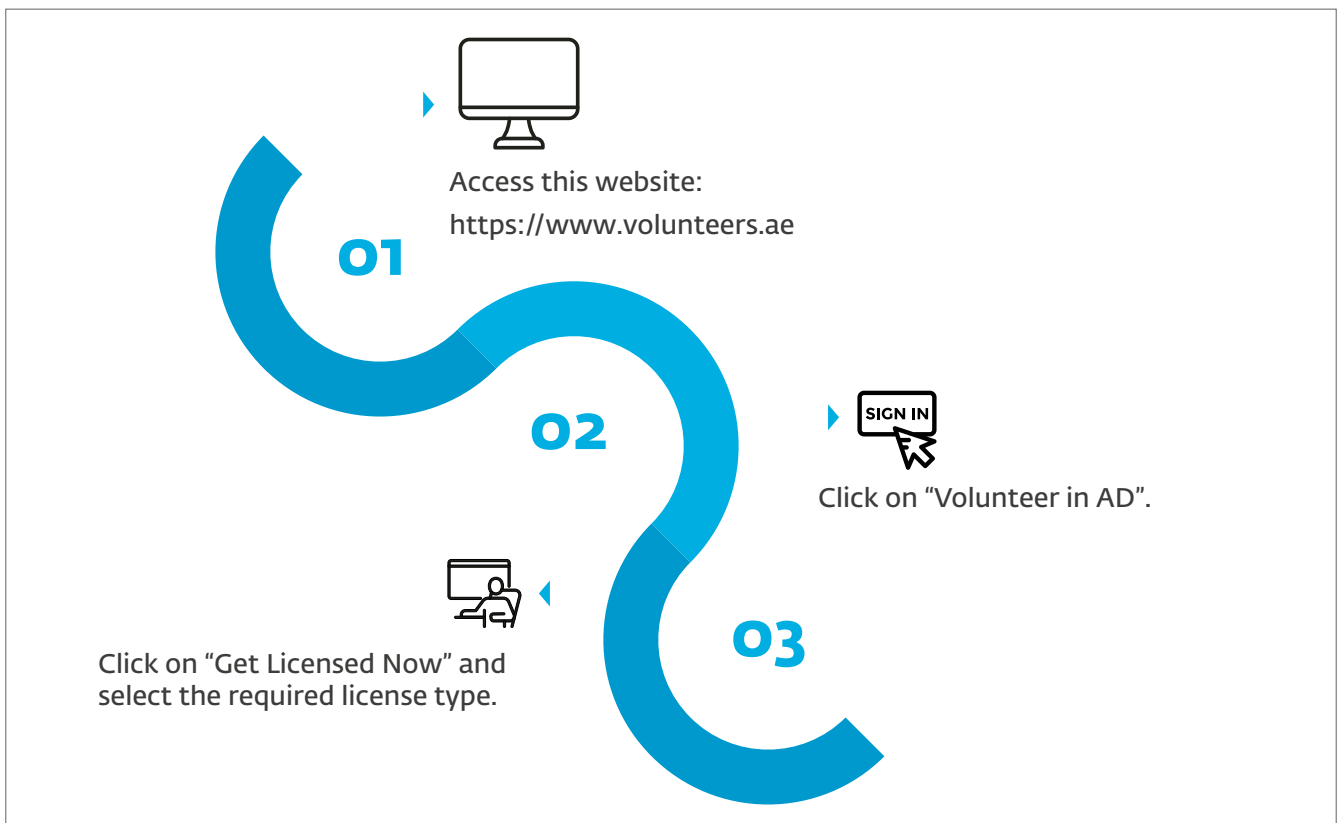 Access this website:
https://www.volunteers.ae
01
02
SIGN IN
Click on “Volunteer in AD”.
03
Click on “Get Licensed Now” and
select the required license type.